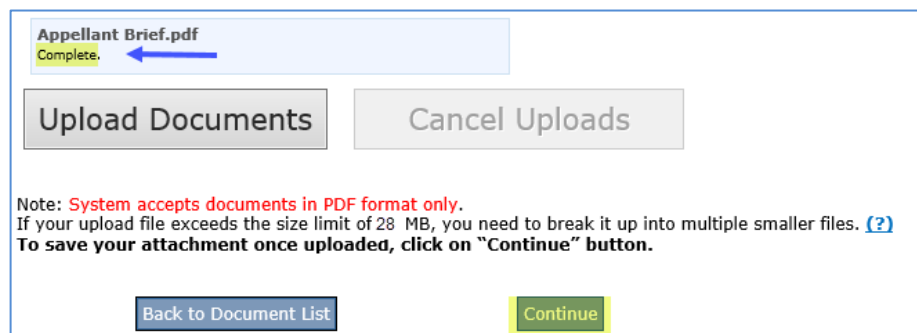 Appellant Brief.pdf
Complete.
Upload Documents
Cancel Uploads
Note: System accepts documents in PDF format only.
If your upload file exceeds the size limit of 28 MB, you need to break it up into multiple smaller files. (?)
To save your attachment once uploaded, click on “Continue” button.
Back to Document List
Continue